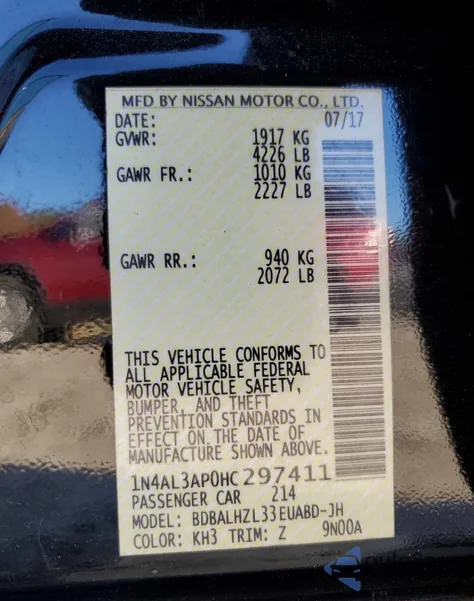 MFD BY NISSAN MOTOR CO., LTD.
DATE: 07/17
GVWR: 1917 KG
4226 LB
GAWR FR.: 1010 KG
2227 LB
GAWR RR.: 940 KG
2072 LB
THIS VEHICLE CONFORMS TO
ALL APPLICABLE FEDERAL
MOTOR VEHICLE SAFETY,
BUMPER, AND THEFT
PREVENTION STANDARDS IN
EFFECT ON THE DATE OF
MANUFACTURE SHOWN ABOVE.
1N4AL3AP0HC297411
PASSENGER CAR 214
MODEL: BDBALHZL33EUABD-JH
COLOR: KH3 TRIM: Z 9N00A